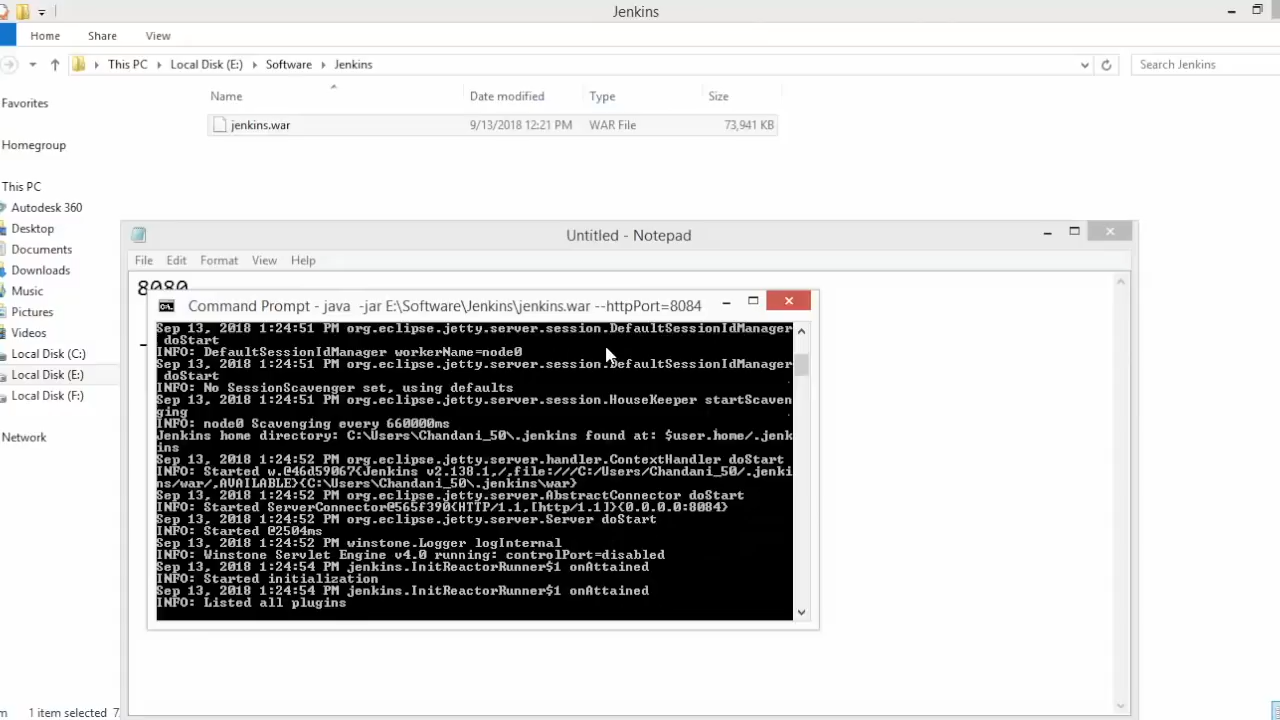 Jenkins
Home Share View
This PC Local Disk (E:) Software Jenkins Search Jenkins
Name Date modified Type Size
jenkins.war 9/13/2018 12:21 PM WAR File 73,941 KB
Favorites
Homegroup
This PC
Autodesk 360
Desktop
Documents
Downloads
Music
Pictures
Videos
Local Disk (C:)
Local Disk (E:)
Local Disk (F:)
Network
1 item selected 7
Untitled - Notepad
File Edit Format View Help
8080
Command Prompt - java -jar E:\Software\Jenkins\jenkins.war --httpPort=8084
Sep 13, 2018 1:24:51 PM org.eclipse.jetty.server.session.DefaultSessionIdManager
doStart
INFO: DefaultSessionIdManager workerName=node0
Sep 13, 2018 1:24:51 PM org.eclipse.jetty.server.session.DefaultSessionIdManager
doStart
INFO: No SessionScavenger set, using defaults
Sep 13, 2018 1:24:51 PM org.eclipse.jetty.server.session.HouseKeeper startScaven
ging
INFO: node0 Scavenging every 660000ms
Jenkins home directory: C:\Users\Chandani_50\.jenkins found at: $user.home/.jenk
ins
Sep 13, 2018 1:24:52 PM org.eclipse.jetty.server.handler.ContextHandler doStart
INFO: Started w.@46d59067{Jenkins v2.138.1,/,file:///C:/Users/Chandani_50/.jenki
ns/war/,AVAILABLE}{C:\Users\Chandani_50\.jenkins\war}
Sep 13, 2018 1:24:52 PM org.eclipse.jetty.server.AbstractConnector doStart
INFO: Started ServerConnector@565f390{HTTP/1.1,[http/1.1]}{0.0.0.0:8084}
Sep 13, 2018 1:24:52 PM org.eclipse.jetty.server.Server doStart
INFO: Started @2504ms
Sep 13, 2018 1:24:52 PM winstone.Logger logInternal
INFO: Winstone Servlet Engine v4.0 running: controlPort=disabled
Sep 13, 2018 1:24:54 PM jenkins.InitReactorRunner$1 onAttained
INFO: Started initialization
Sep 13, 2018 1:24:54 PM jenkins.InitReactorRunner$1 onAttained
INFO: Listed all plugins